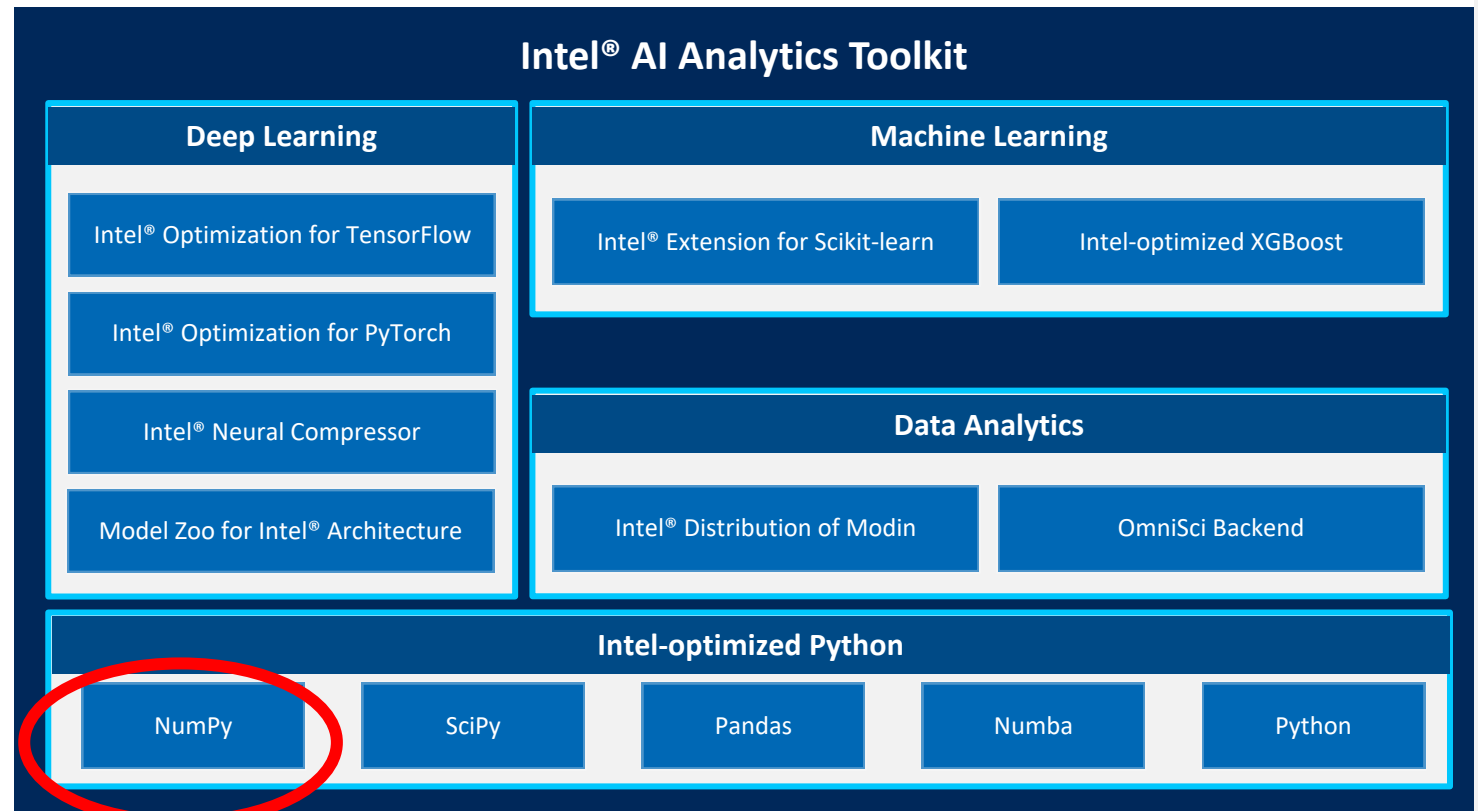 Intel® AI Analytics Toolkit
Deep Learning
Intel® Optimization for TensorFlow
Intel® Optimization for PyTorch
Intel® Neural Compressor
Model Zoo for Intel® Architecture
Machine Learning
Intel® Extension for Scikit-learn
Intel-optimized XGBoost
Data Analytics
Intel® Distribution of Modin
OmniSci Backend
Intel-optimized Python
NumPy
SciPy
Pandas
Numba
Python